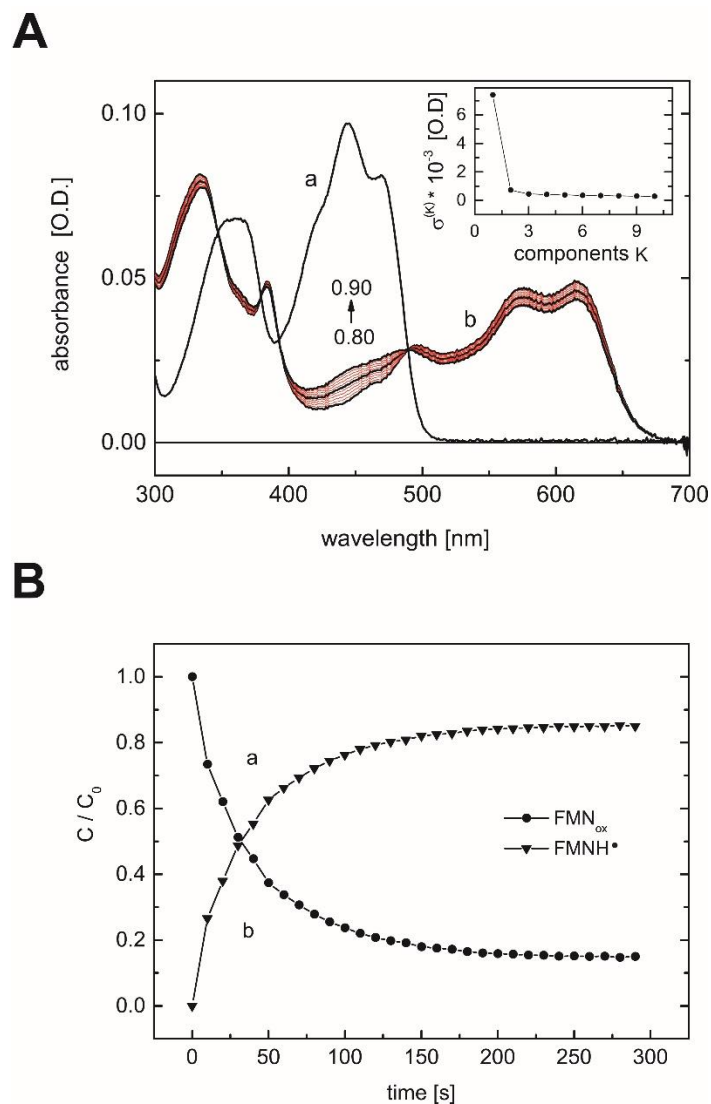 A
0.10
0.05
0.00
absorbance [O.D.]
a
0.90
0.80
b
6
4
2
0
σ(K) * 10-3 [O.D]
0 3 6 9
components K
300 400 500 600 700
wavelength [nm]
B
1.0
0.8
0.6
0.4
0.2
0.0
C / C0
a
b
FMNox
FMNH•
0 50 100 150 200 250 300
time [s]